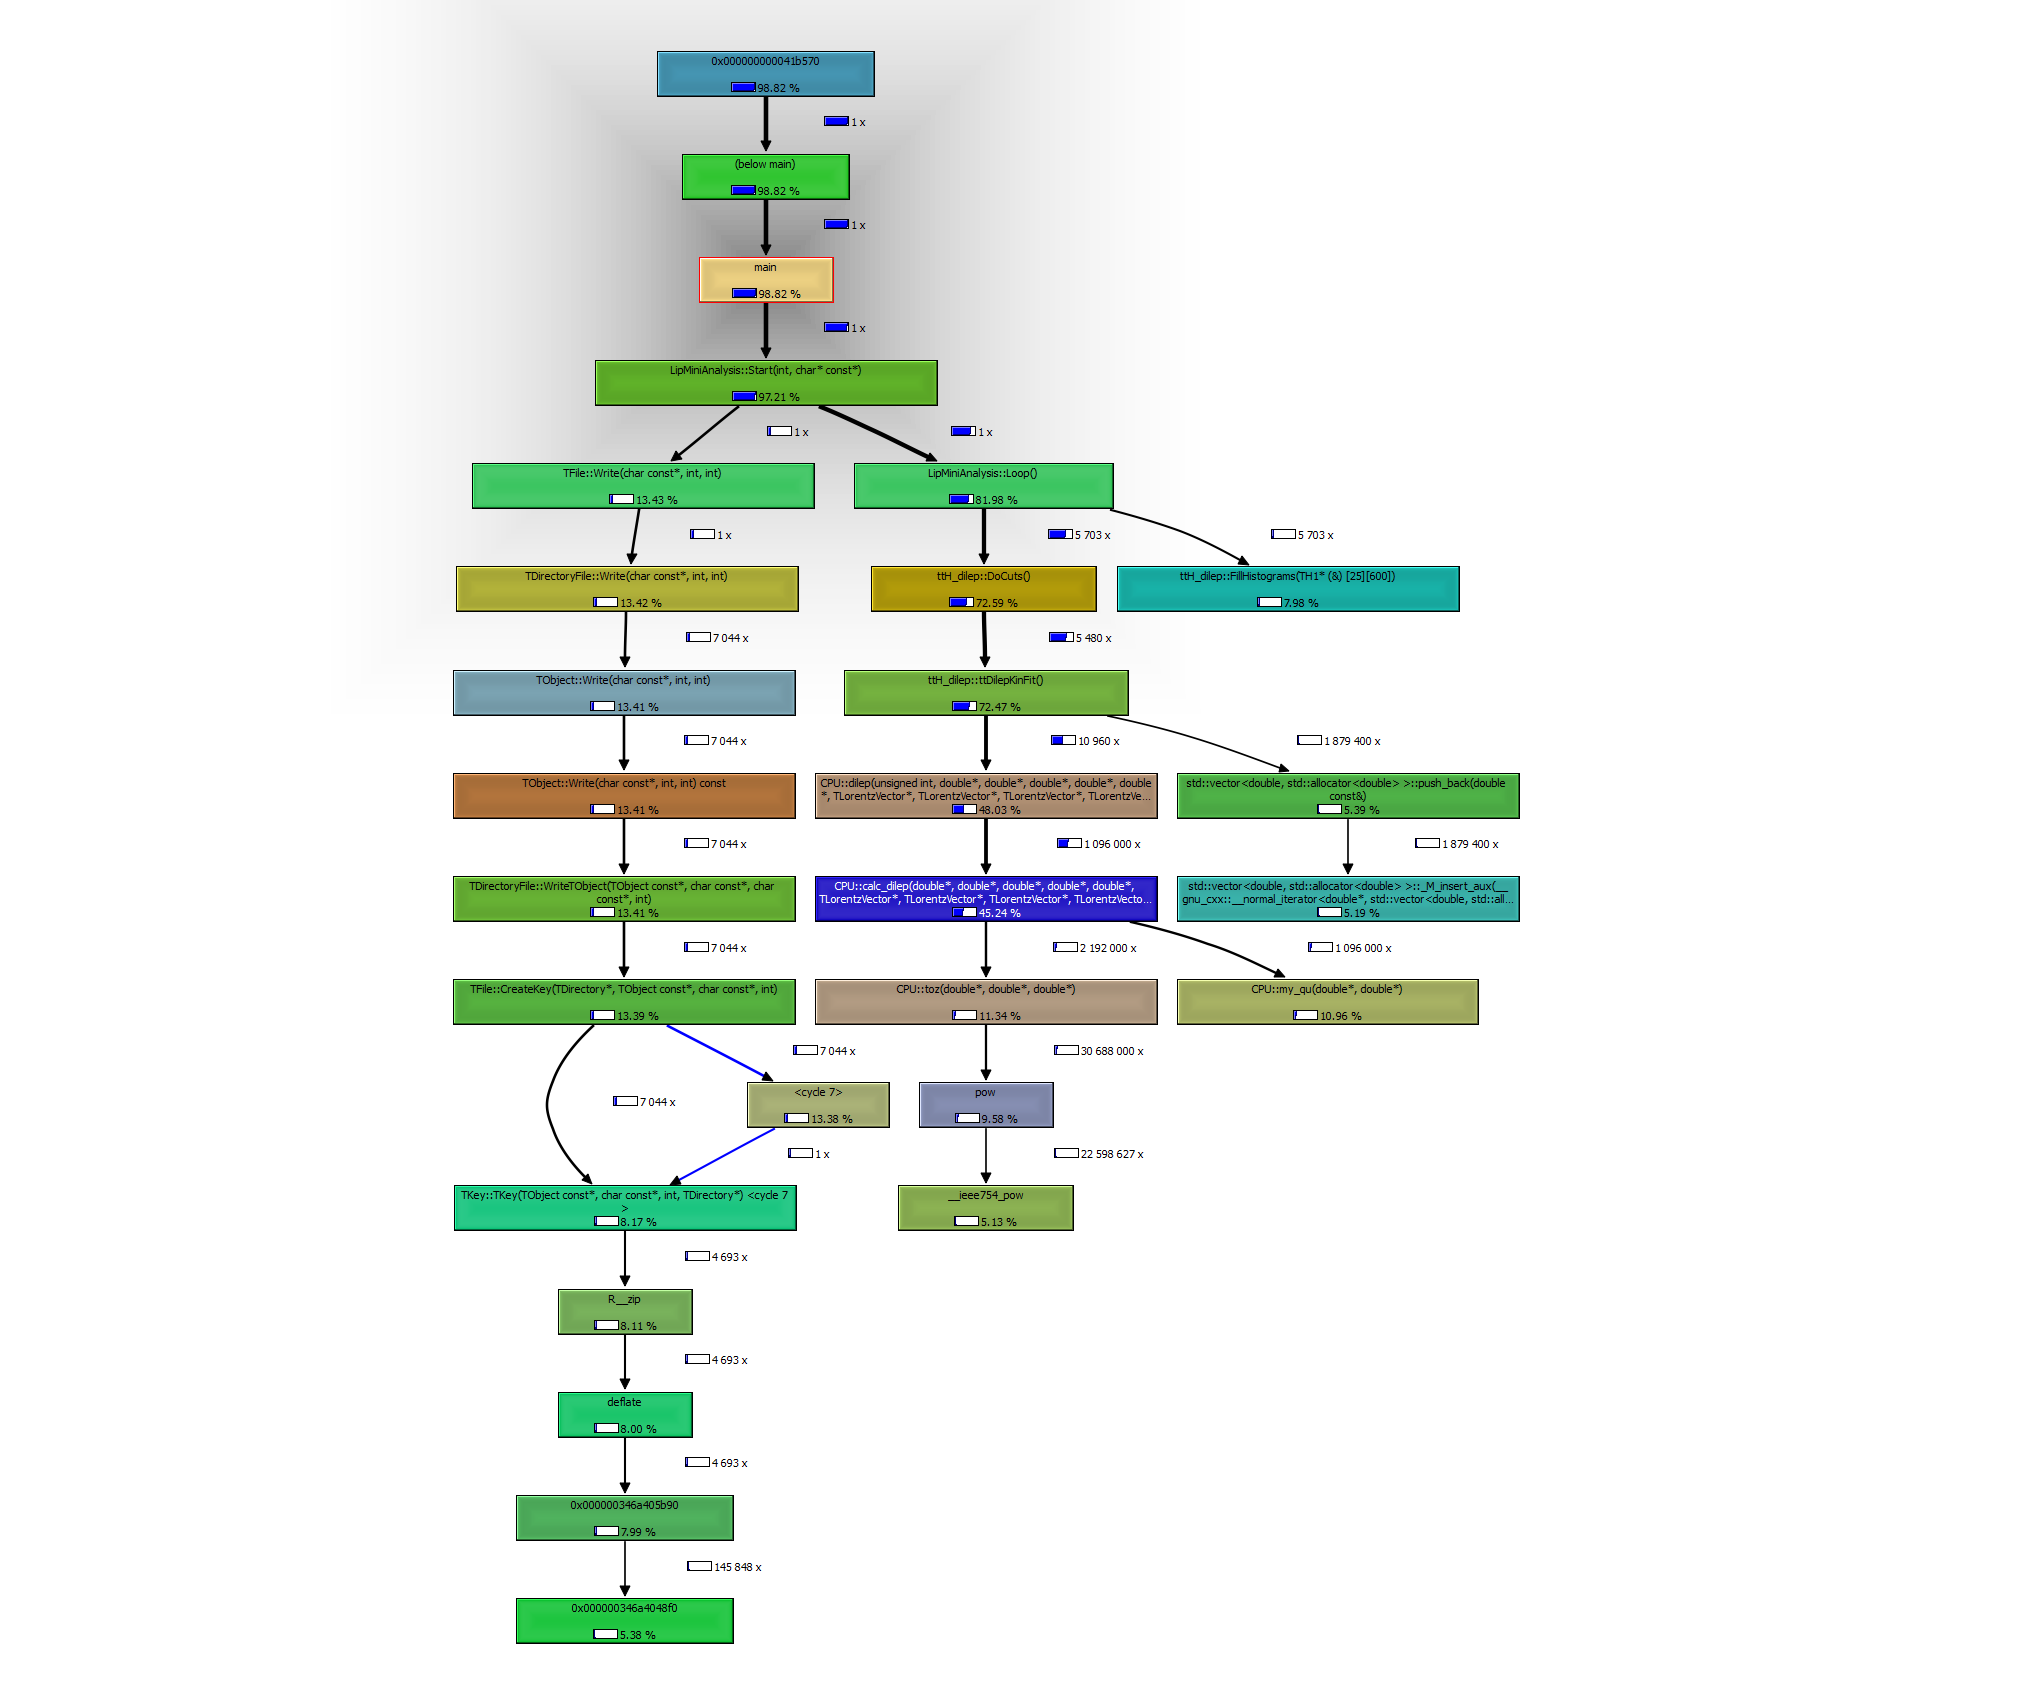 0x000000000041b570
98.82 %
1 x
(below main)
98.82 %
1 x
main
98.82 %
1 x
LipMiniAnalysis::Start(int, char* const*)
97.21 %
1 x
1 x
TFile::Write(char const*, int, int)
13.43 %
LipMiniAnalysis::Loop()
81.98 %
1 x
5 703 x
5 703 x
TDirectoryFile::Write(char const*, int, int)
13.42 %
ttH_dilep::DoCuts()
72.59 %
ttH_dilep::FillHistograms(TH1* (&) [25][600])
7.98 %
7 044 x
5 480 x
TObject::Write(char const*, int, int)
13.41 %
ttH_dilep::ttDilepKinFit()
72.47 %
7 044 x
10 960 x
1 879 400 x
TObject::Write(char const*, int, int) const
13.41 %
CPU::dilep(unsigned int, double*, double*, double*, double*, double
*, TLorentzVector*, TLorentzVector*, TLorentzVector*, TLorentzVe...
48.03 %
std::vector<double, std::allocator<double> >::push_back(double
const&)
5.39 %
7 044 x
1 096 000 x
1 879 400 x
TDirectoryFile::WriteTObject(TObject const*, char const*, char
const*, int)
13.41 %
CPU::calc_dilep(double*, double*, double*, double*, double*,
TLorentzVector*, TLorentzVector*, TLorentzVector*, TLorentzVecto...
45.24 %
std::vector<double, std::allocator<double> >::_M_insert_aux(__
gnu_cxx::__normal_iterator<double*, std::vector<double, std::all...
5.19 %
7 044 x
2 192 000 x
1 096 000 x
TFile::CreateKey(TDirectory*, TObject const*, char const*, int)
13.39 %
CPU::toz(double*, double*, double*)
11.34 %
CPU::my_qu(double*, double*)
10.96 %
7 044 x
30 688 000 x
7 044 x
<cycle 7>
13.38 %
pow
9.58 %
1 x
22 598 627 x
TKey::TKey(TObject const*, char const*, int, TDirectory*) <cycle 7
>
8.17 %
__ieee754_pow
5.13 %
4 693 x
R__zip
8.11 %
4 693 x
deflate
8.00 %
4 693 x
0x000000346a405b90
7.99 %
145 848 x
0x000000346a4048f0
5.38 %